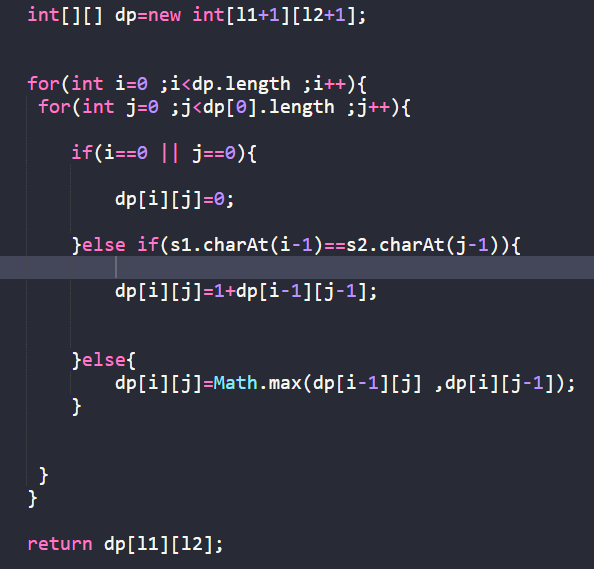 int[][] dp=new int[l1+1][l2+1];
for(int i=0 ;i<dp.length ;i++){
for(int j=0 ;j<dp[0].length ;j++){
if(i==0 || j==0){
dp[i][j]=0;
}else if(s1.charAt(i-1)==s2.charAt(j-1)){
dp[i][j]=1+dp[i-1][j-1];
}else{
dp[i][j]=Math.max(dp[i-1][j] ,dp[i][j-1]);
}
}
}
return dp[l1][l2];